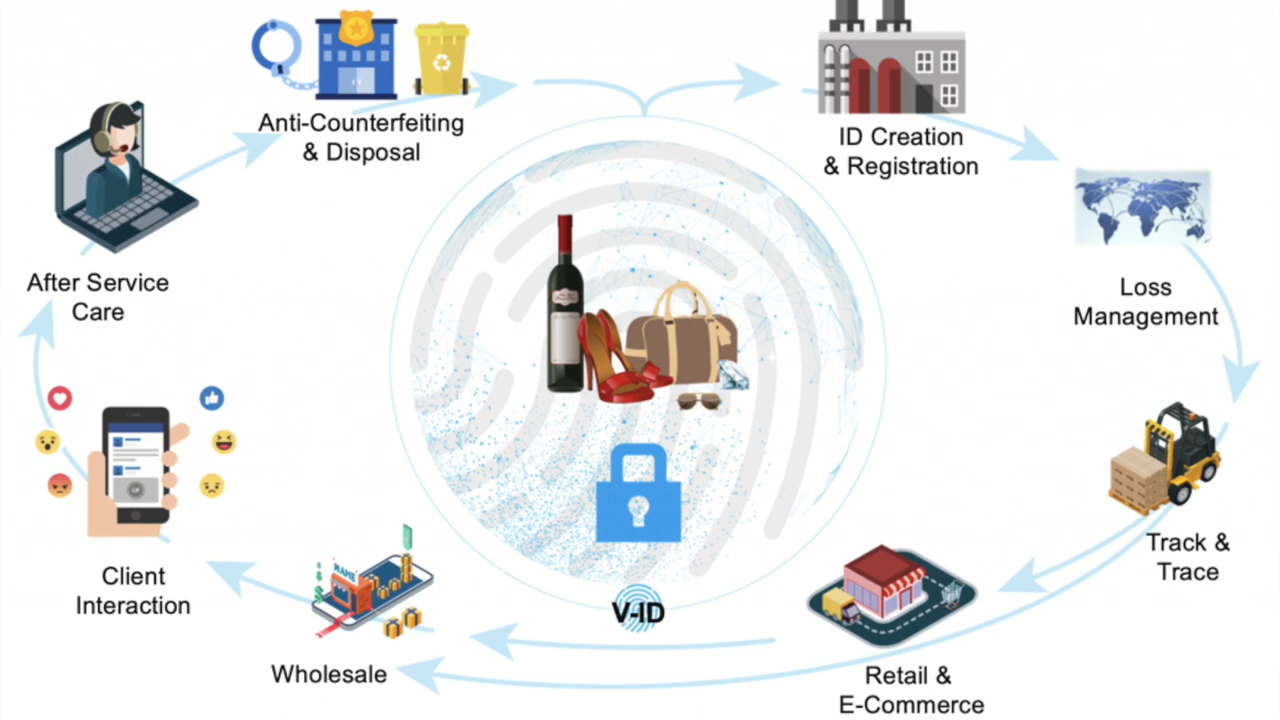 Anti-Counterfeiting
& Disposal
ID Creation
& Registration
After Service
Care
Loss
Management
Track &
Trace
Client
Interaction
NAME
V-ID
Wholesale
Retail &
E-Commerce